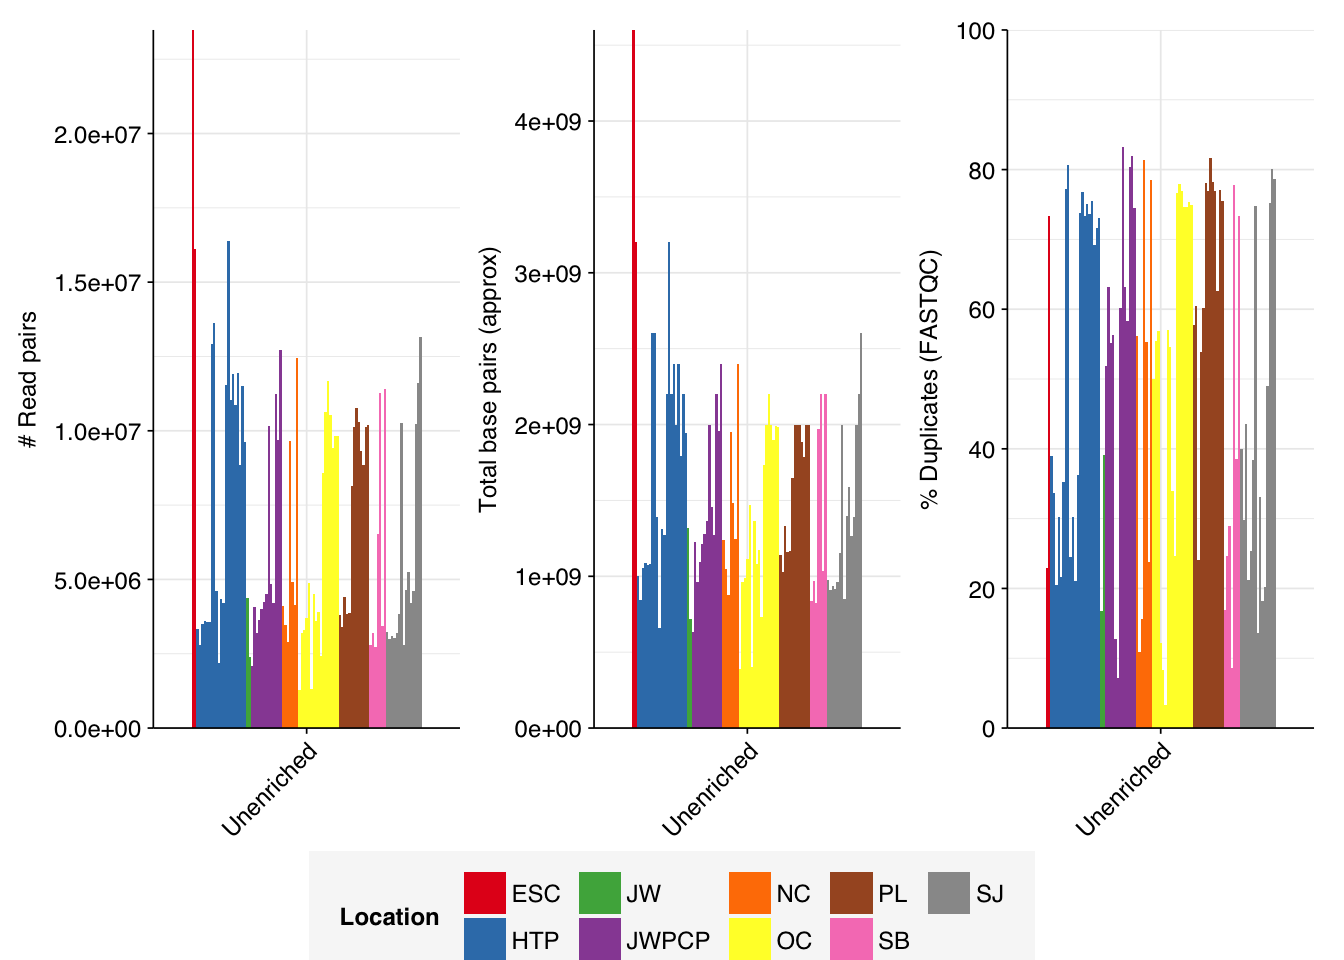 # Read pairs
2.0e+07
1.5e+07
1.0e+07
5.0e+06
0.0e+00
Unenriched
Total base pairs (approx)
4e+09
3e+09
2e+09
1e+09
0e+00
Unenriched
% Duplicates (FASTQC)
100
80
60
40
20
0
Unenriched
Location
ESC
JW
NC
PL
SJ
HTP
JWPCP
OC
SB